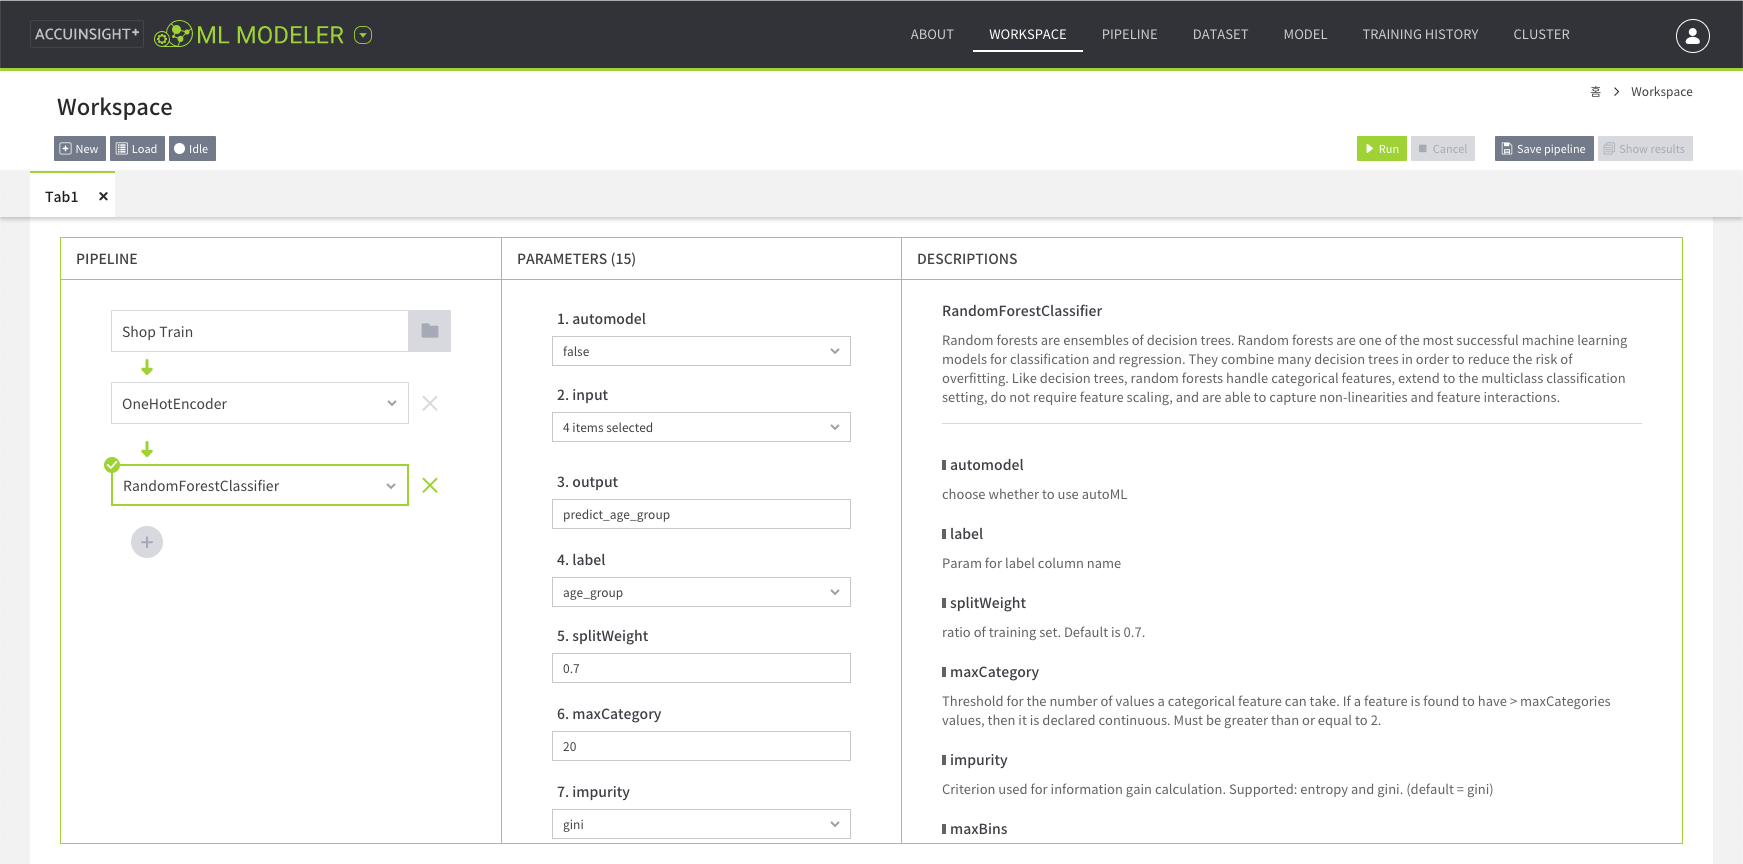 ACCUINSIGHT+ ML MODELER
ABOUT WORKSPACE PIPELINE DATASET MODEL TRAINING HISTORY CLUSTER
Workspace
홈 > Workspace
New Load Idle
Run Cancel Save pipeline Show results
Tab1 ×
PIPELINE
Shop Train
OneHotEncoder
RandomForestClassifier
PARAMETERS (15)
1. automodel
false
2. input
4 items selected
3. output
predict_age_group
4. label
age_group
5. splitWeight
0.7
6. maxCategory
20
7. impurity
gini
DESCRIPTIONS
RandomForestClassifier
Random forests are ensembles of decision trees. Random forests are one of the most successful machine learning
models for classification and regression. They combine many decision trees in order to reduce the risk of
overfitting. Like decision trees, random forests handle categorical features, extend to the multiclass classification
setting, do not require feature scaling, and are able to capture non-linearities and feature interactions.
automodel
choose whether to use autoML
label
Param for label column name
splitWeight
ratio of training set. Default is 0.7.
maxCategory
Threshold for the number of values a categorical feature can take. If a feature is found to have > maxCategories
values, then it is declared continuous. Must be greater than or equal to 2.
impurity
Criterion used for information gain calculation. Supported: entropy and gini. (default = gini)
maxBins